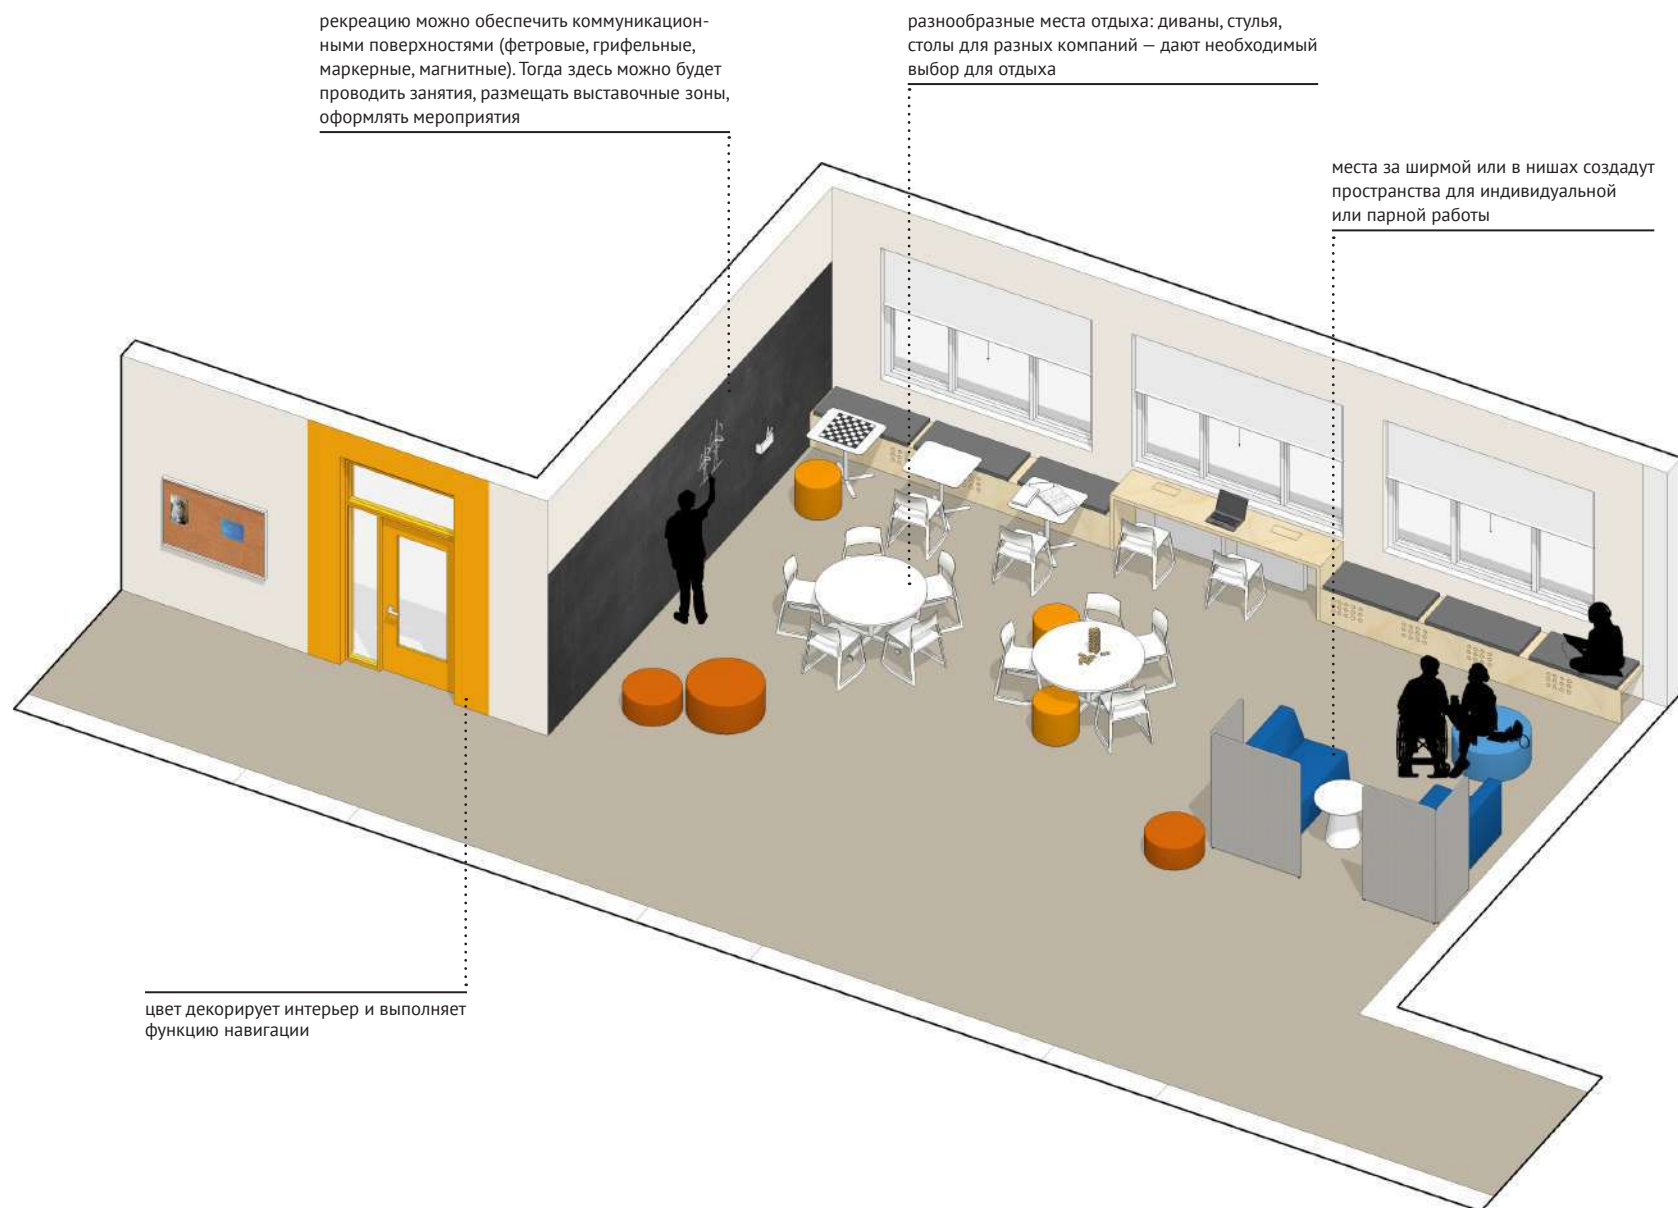 рекреацию можно обеспечить коммуникацион-
ными поверхностями (фетровые, грифельные,
маркерные, магнитные). Тогда здесь можно будет
проводить занятия, размещать выставочные зоны,
оформлять мероприятия
разнообразные места отдыха: диваны, стулья,
столы для разных компаний — дают необходимый
выбор для отдыха
места за ширмой или в нишах создадут
пространства для индивидуальной
или парной работы
цвет декорирует интерьер и выполняет
функцию навигации